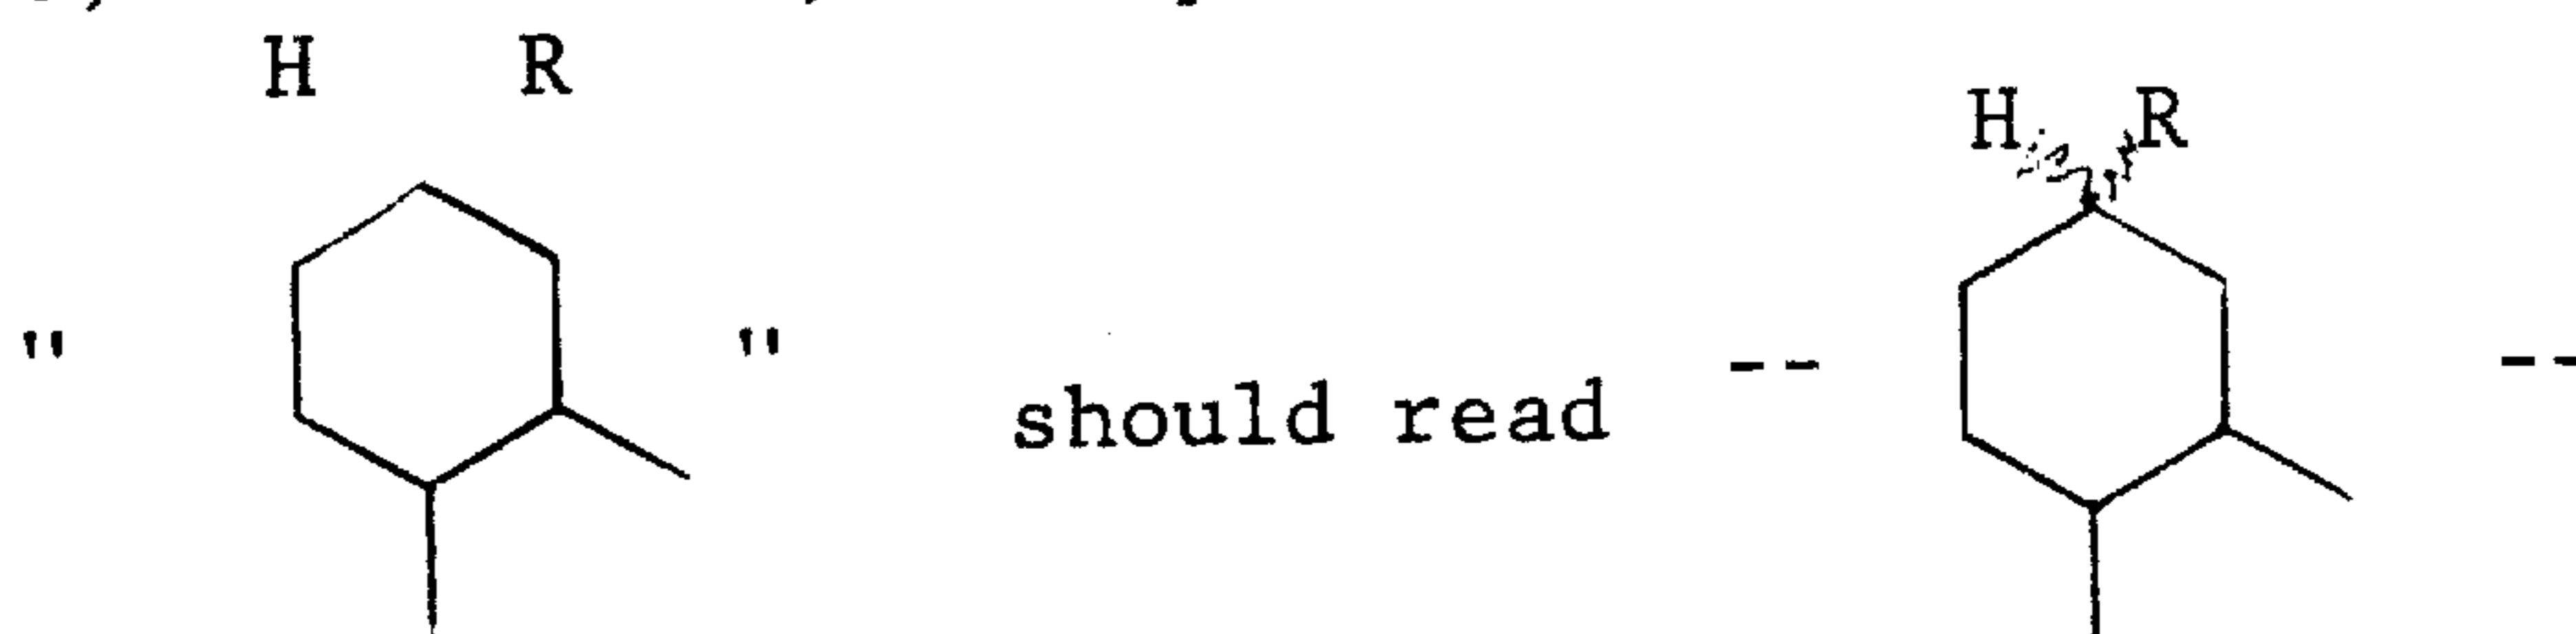 H R
H R
" " should read -- --